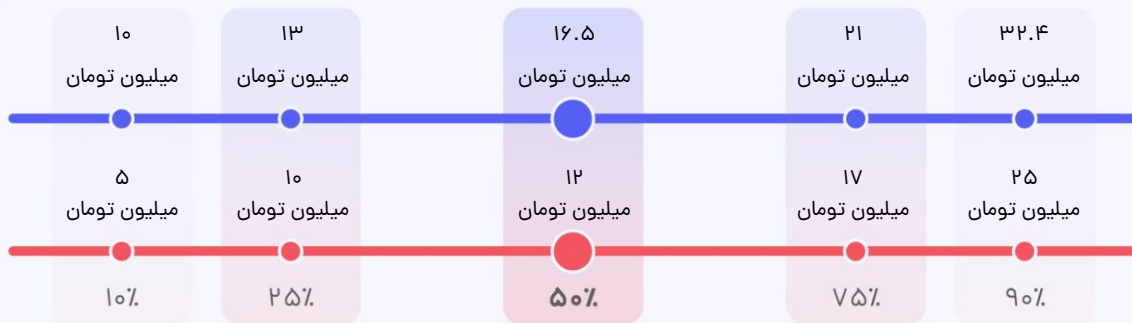 ۱۰ ۱۳ ۱۶.۵ ۲۱ ۳۲.۴
میلیون تومان میلیون تومان میلیون تومان میلیون تومان میلیون تومان
۵ ۱۰ ۱۲ ۱۷ ۲۵
میلیون تومان میلیون تومان میلیون تومان میلیون تومان میلیون تومان
۱۰٪ ۲۵٪ ۵۰٪ ۷۵٪ ۹۰٪